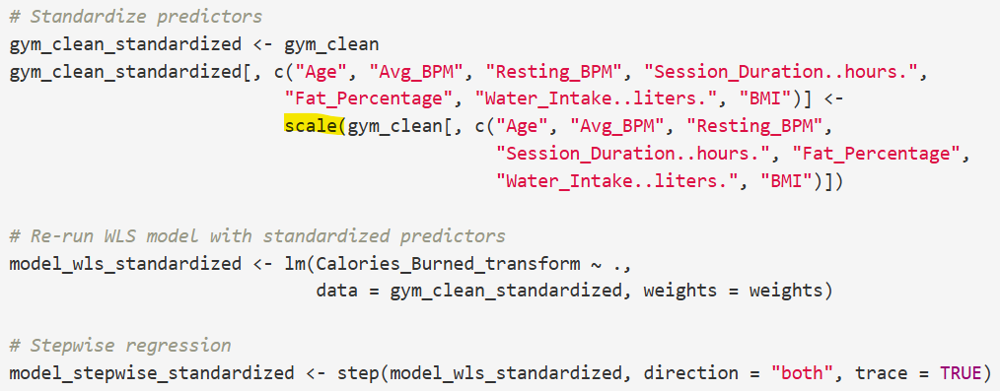 # Standardize predictors
gym_clean_standardized <- gym_clean
gym_clean_standardized[, c("Age", "Avg_BPM", "Resting_BPM", "Session_Duration..hours.",
"Fat_Percentage", "Water_Intake..liters.", "BMI")] <-
scale(gym_clean[, c("Age", "Avg_BPM", "Resting_BPM",
"Session_Duration..hours.", "Fat_Percentage",
"Water_Intake..liters.", "BMI")])
# Re-run WLS model with standardized predictors
model_wls_standardized <- lm(Calories_Burned_transform ~ .,
data = gym_clean_standardized, weights = weights)
# Stepwise regression
model_stepwise_standardized <- step(model_wls_standardized, direction = "both", trace = TRUE)